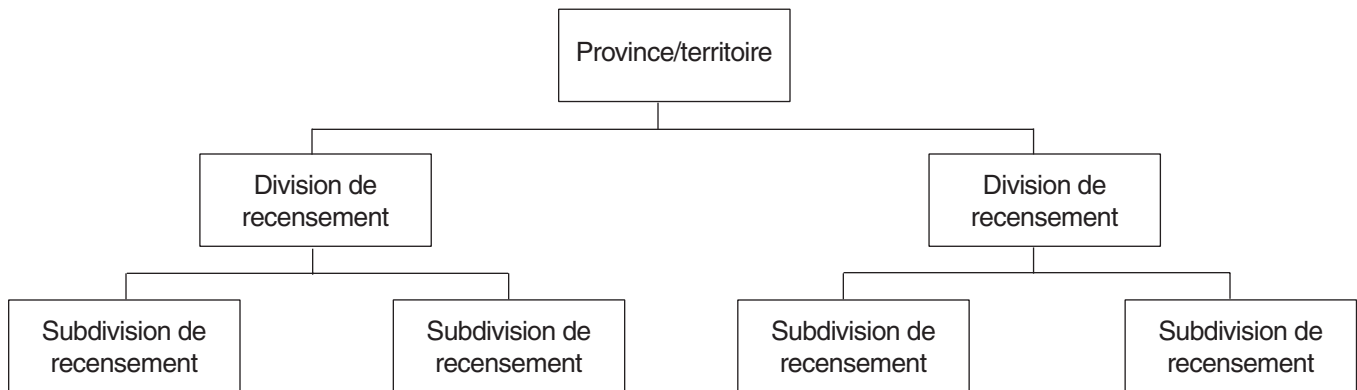 Province/territoire
Division de
recensement
Division de
recensement
Subdivision de
recensement
Subdivision de
recensement
Subdivision de
recensement
Subdivision de
recensement